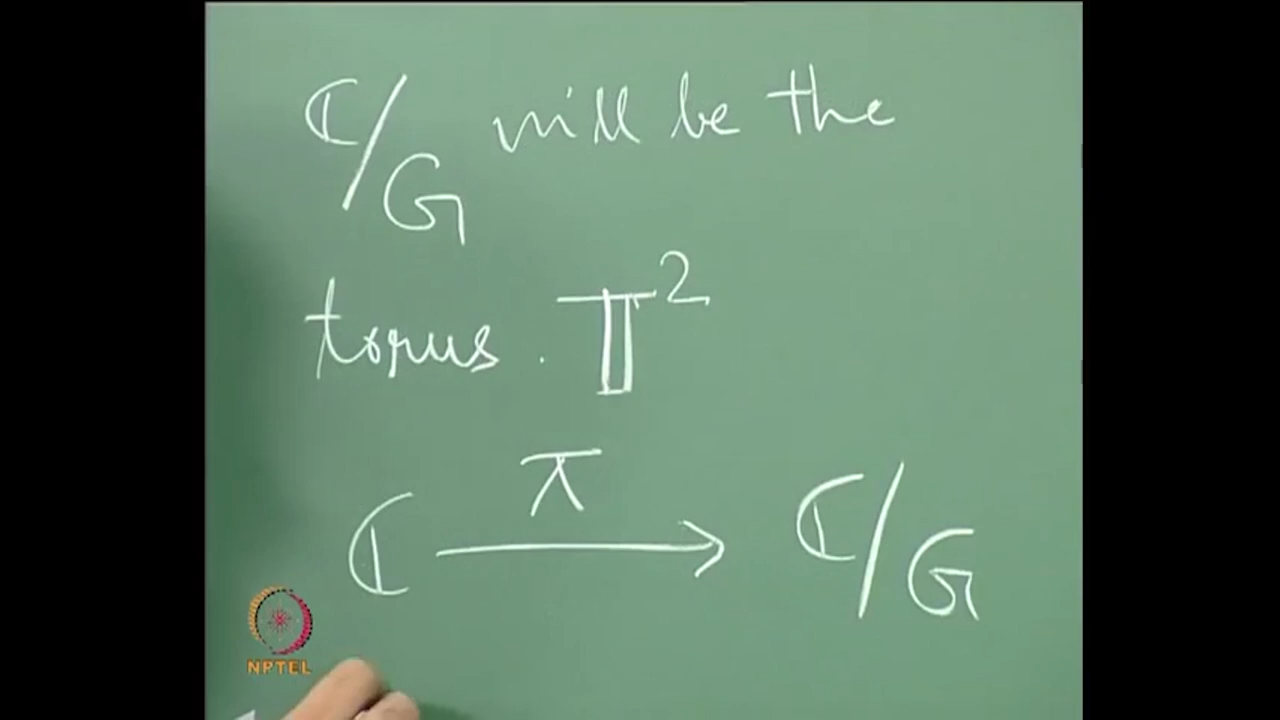 ℂ/G will be the
torus. 𝕋²
ℂ →π ℂ/G
NPTEL